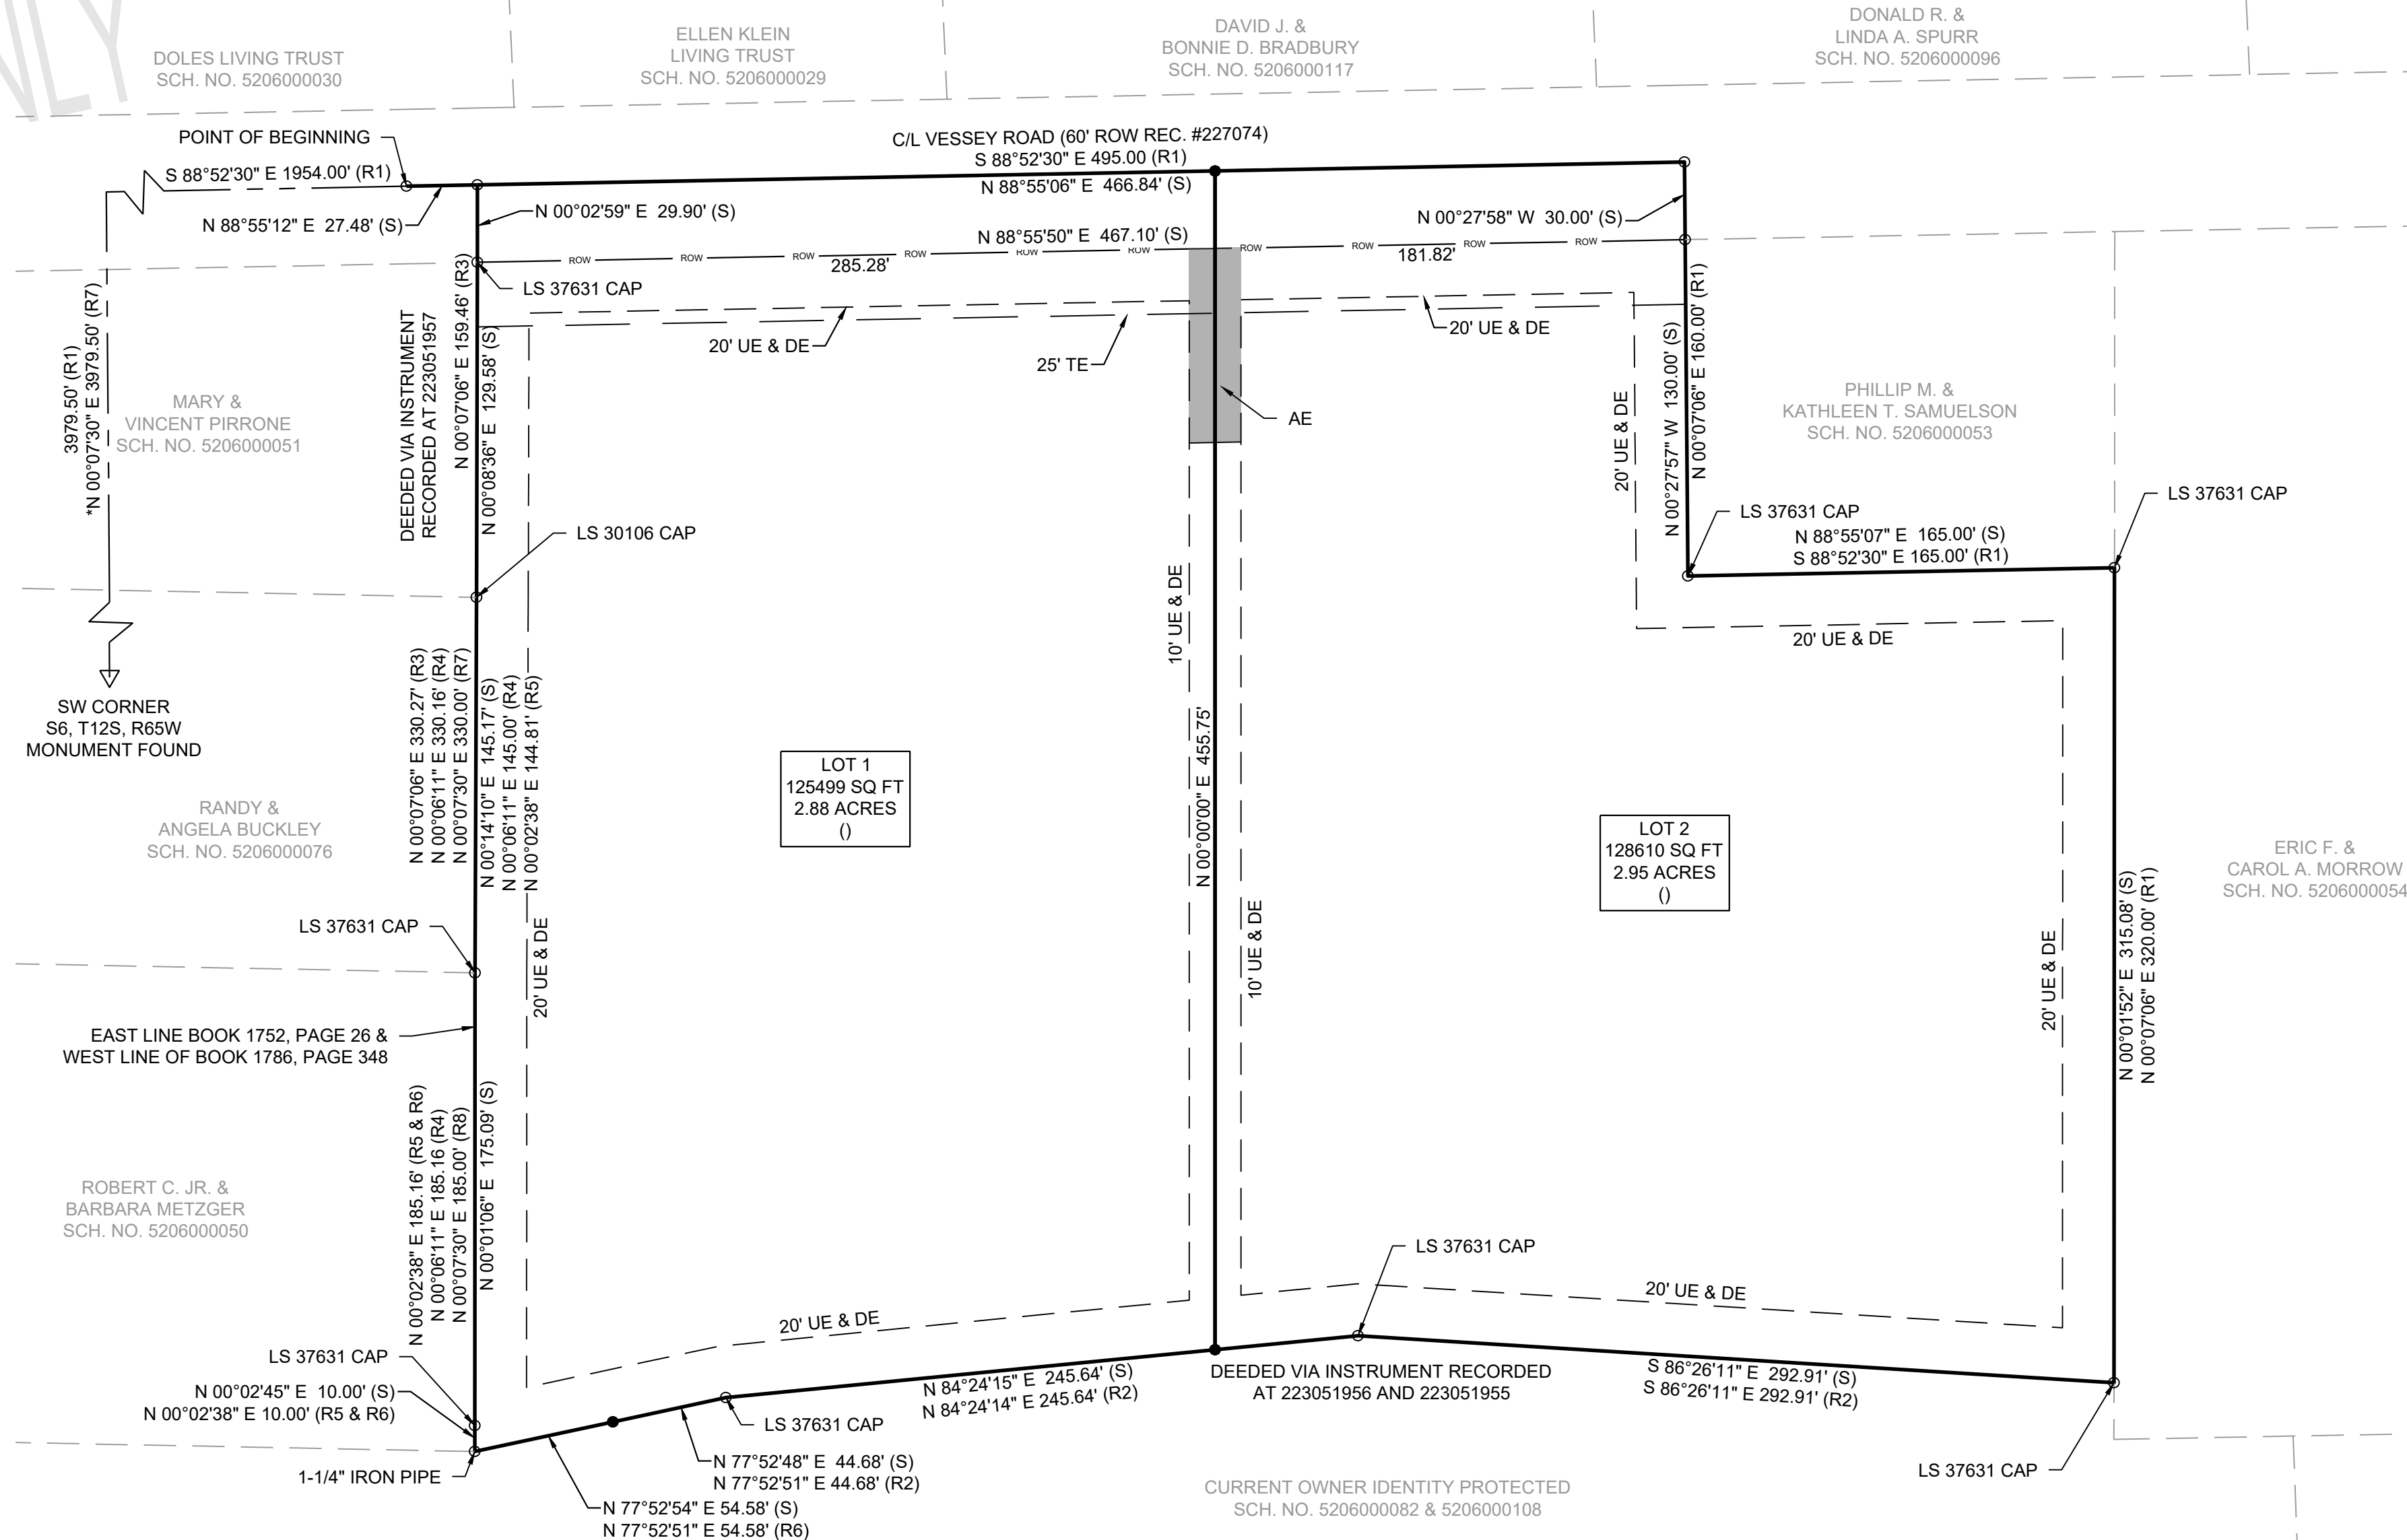 NLY
DOLES LIVING TRUST
SCH. NO. 5206000030
ELLEN KLEIN
LIVING TRUST
SCH. NO. 5206000029
DAVID J. &
BONNIE D. BRADBURY
SCH. NO. 5206000117
DONALD R. &
LINDA A. SPURR
SCH. NO. 5206000096
POINT OF BEGINNING
S 88°52'30" E 1954.00' (R1)
N 88°55'12" E 27.48' (S)
C/L VESSEY ROAD (60' ROW REC. #227074)
S 88°52'30" E 495.00 (R1)
N 88°55'06" E 466.84' (S)
N 00°02'59" E 29.90' (S)
N 00°27'58" W 30.00' (S)
N 88°55'50" E 467.10' (S)
ROW ROW ROW ROW ROW ROW ROW ROW ROW ROW
285.28'
181.82'
LS 37631 CAP
20' UE & DE
25' TE
20' UE & DE
AE
3979.50' (R1)
*N 00°07'30" E 3979.50' (R7)
MARY &
VINCENT PIRRONE
SCH. NO. 5206000051
DEEDED VIA INSTRUMENT
RECORDED AT 223051957
N 00°07'06" E 159.46' (R3)
N 00°08'36" E 129.58' (S)
LS 30106 CAP
20' UE & DE
N 00°27'57" W 130.00' (S)
N 00°07'06" E 160.00' (R1)
PHILLIP M. &
KATHLEEN T. SAMUELSON
SCH. NO. 5206000053
LS 37631 CAP
LS 37631 CAP
N 88°55'07" E 165.00' (S)
S 88°52'30" E 165.00' (R1)
20' UE & DE
SW CORNER
S6, T12S, R65W
MONUMENT FOUND
N 00°07'06" E 330.27' (R3)
N 00°06'11" E 330.16' (R4)
N 00°07'30" E 330.00' (R7)
N 00°14'10" E 145.17' (S)
N 00°06'11" E 145.00' (R4)
N 00°02'38" E 144.81' (R5)
10' UE & DE
N 00°00'00" E 455.75'
10' UE & DE
LOT 1
125499 SQ FT
2.88 ACRES
()
LOT 2
128610 SQ FT
2.95 ACRES
()
RANDY &
ANGELA BUCKLEY
SCH. NO. 5206000076
ERIC F. &
CAROL A. MORROW
SCH. NO. 5206000054
LS 37631 CAP
20' UE & DE
20' UE & DE
N 00°01'52" E 315.08' (S)
N 00°07'06" E 320.00' (R1)
EAST LINE BOOK 1752, PAGE 26 &
WEST LINE OF BOOK 1786, PAGE 348
N 00°02'38" E 185.16' (R5 & R6)
N 00°06'11" E 185.16 (R4)
N 00°07'30" E 185.00' (R8)
N 00°01'06" E 175.09' (S)
ROBERT C. JR. &
BARBARA METZGER
SCH. NO. 5206000050
LS 37631 CAP
20' UE & DE
20' UE & DE
LS 37631 CAP
N 00°02'45" E 10.00' (S)
N 00°02'38" E 10.00' (R5 & R6)
1-1/4" IRON PIPE
N 84°24'15" E 245.64' (S)
N 84°24'14" E 245.64' (R2)
DEEDED VIA INSTRUMENT RECORDED
AT 223051956 AND 223051955
S 86°26'11" E 292.91' (S)
S 86°26'11" E 292.91' (R2)
LS 37631 CAP
N 77°52'48" E 44.68' (S)
N 77°52'51" E 44.68' (R2)
N 77°52'54" E 54.58' (S)
N 77°52'51" E 54.58' (R6)
LS 37631 CAP
CURRENT OWNER IDENTITY PROTECTED
SCH. NO. 5206000082 & 5206000108